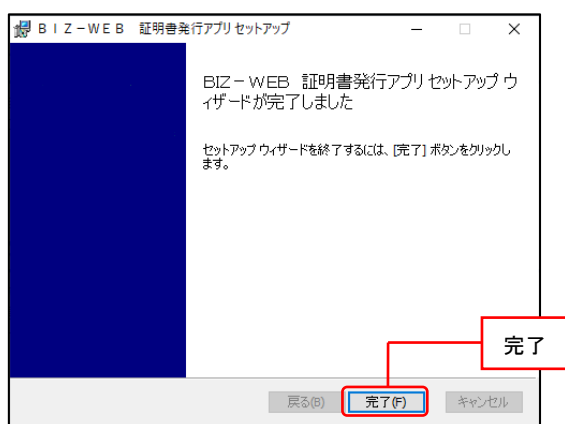 BIZ-WEB 証明書発行アプリ セットアップ
BIZ-WEB 証明書発行アプリ セットアップ ウ
ィザードが完了しました
セットアップ ウィザードを終了するには、[完了] ボタンをクリックし
ます。
完了
戻る(B) 完了(F) キャンセル